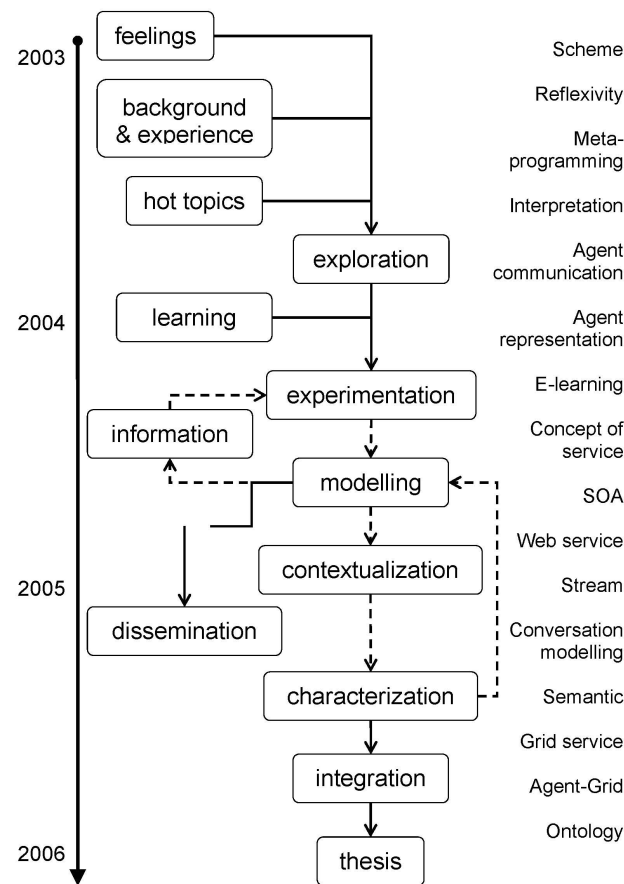 2003
feelings
Scheme
background
& experience
Reflexivity
Meta-
programming
hot topics
Interpretation
exploration
Agent
communication
2004
learning
Agent
representation
experimentation
E-learning
information
Concept of
service
modelling
SOA
Web service
2005
contextualization
Stream
dissemination
Conversation
modelling
characterization
Semantic
Grid service
integration
Agent-Grid
Ontology
2006
thesis